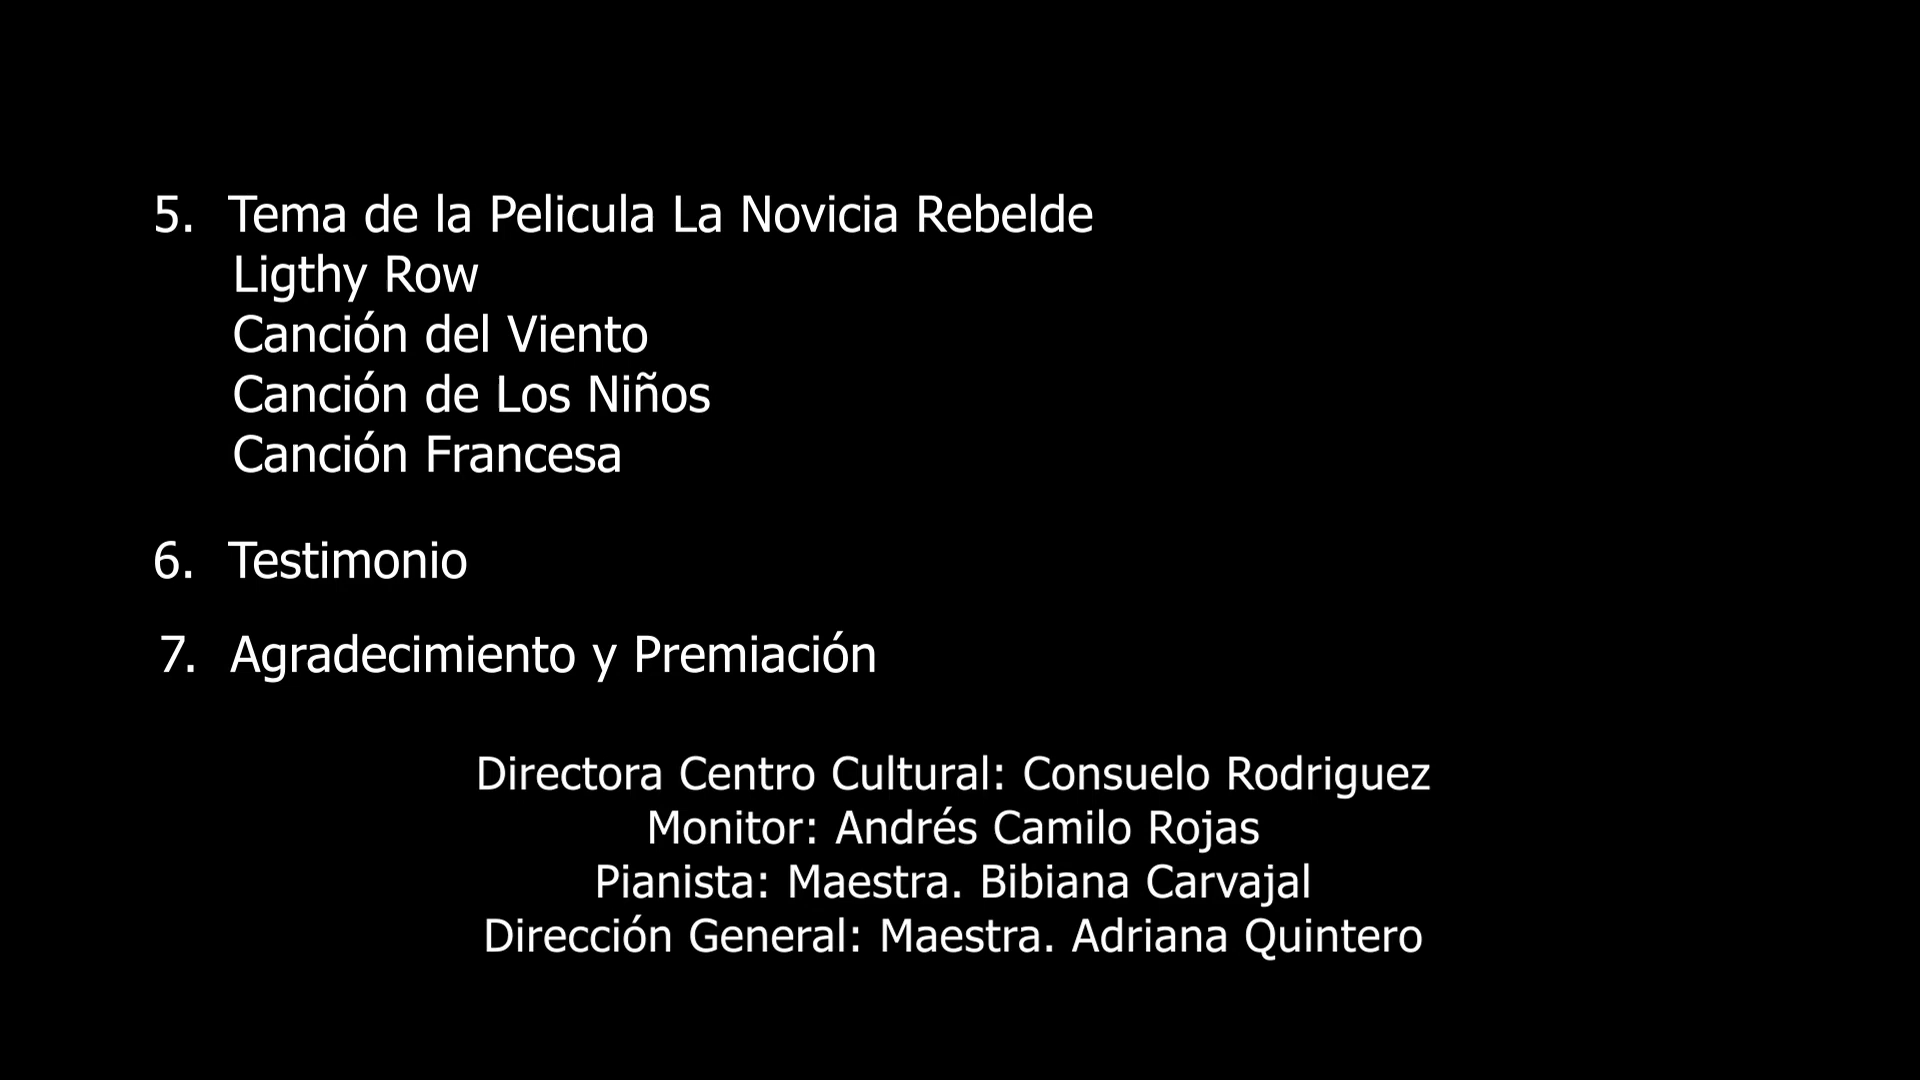 5. Tema de la Pelicula La Novicia Rebelde
Ligthy Row
Canción del Viento
Canción de Los Niños
Canción Francesa
6. Testimonio
7. Agradecimiento y Premiación
Directora Centro Cultural: Consuelo Rodriguez
Monitor: Andrés Camilo Rojas
Pianista: Maestra. Bibiana Carvajal
Dirección General: Maestra. Adriana Quintero